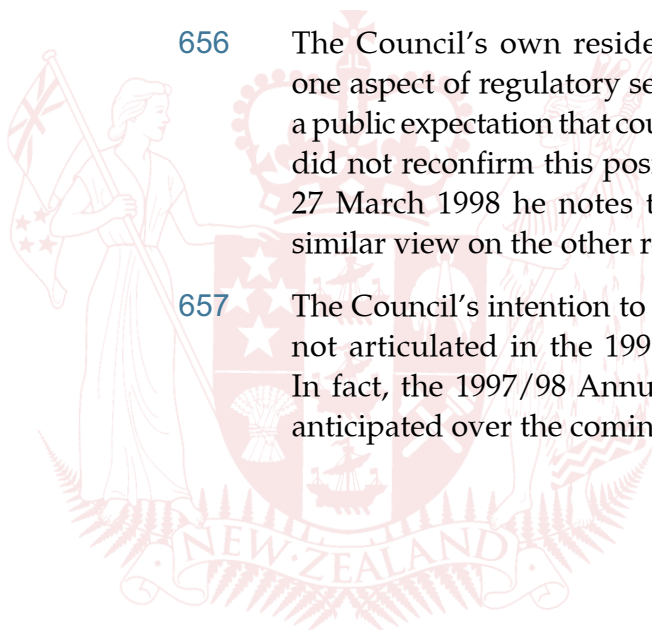 656 The Council's own reside
one aspect of regulatory se
a public expectation that cou
did not reconfirm this posi
27 March 1998 he notes t
similar view on the other r
657 The Council's intention to
not articulated in the 199
In fact, the 1997/98 Annu
anticipated over the comin
NEW·ZEALAND